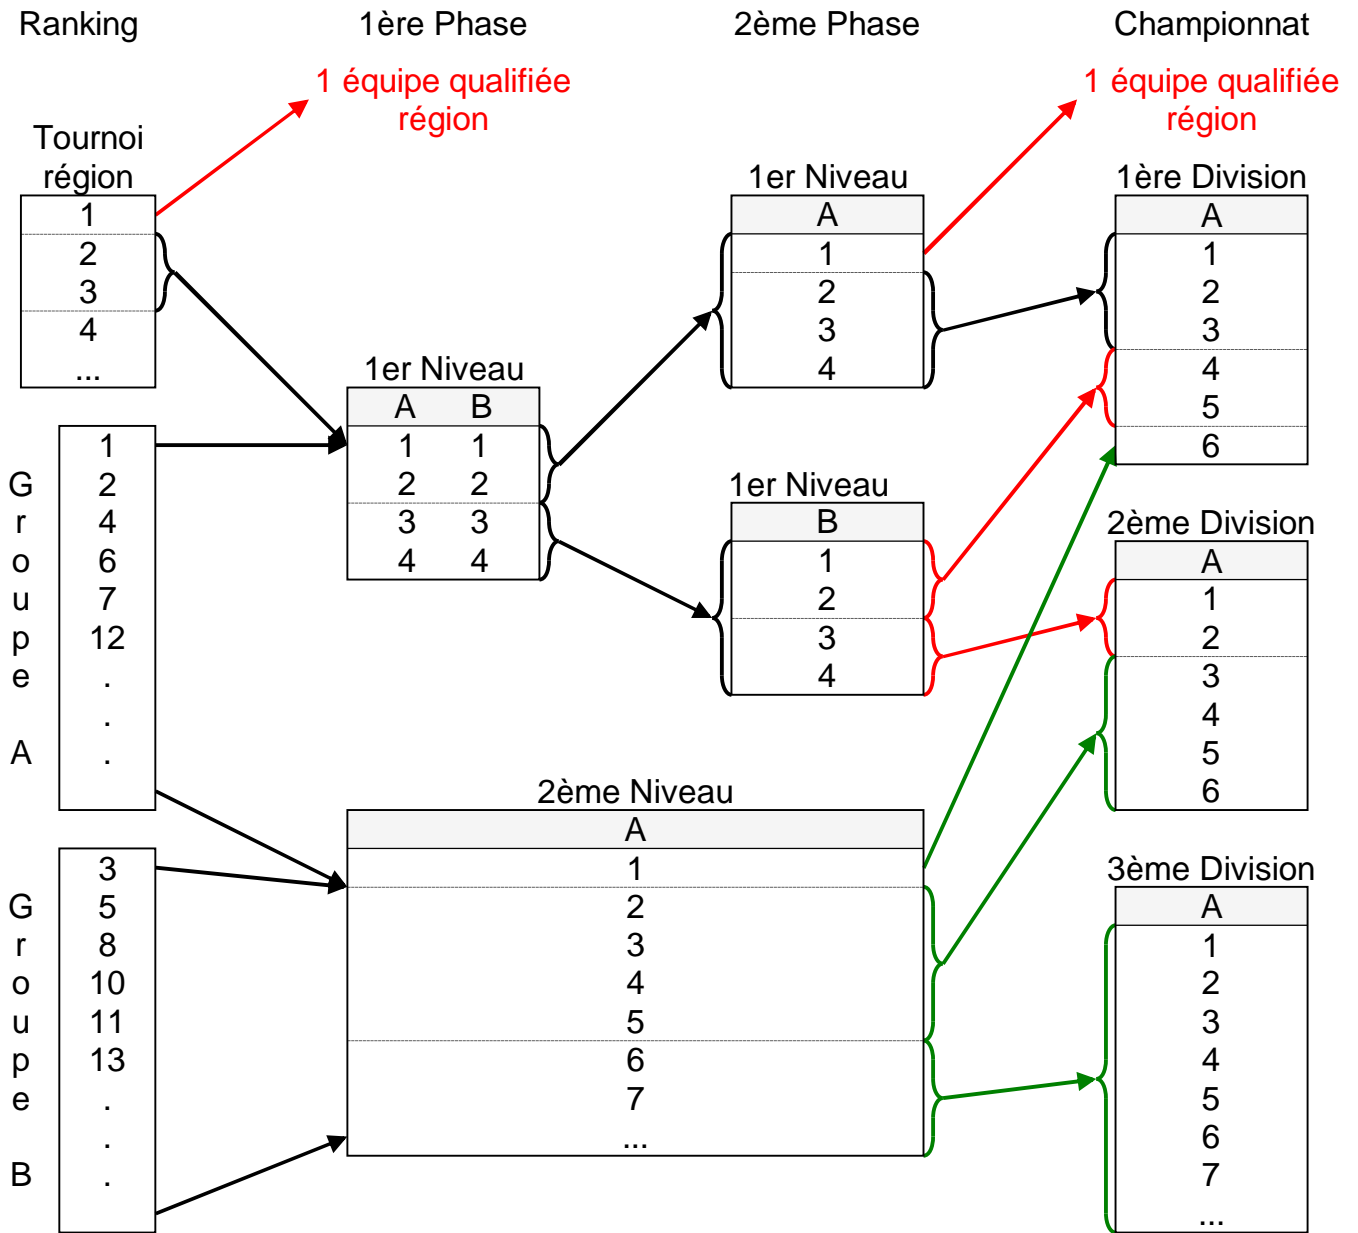 Ranking
1ère Phase
2ème Phase
Championnat
1 équipe qualifiée
région
1 équipe qualifiée
région
Tournoi
région
1
2
3
4
...
Groupe A
1
2
4
6
7
12
.
.
.
Groupe B
3
5
8
10
11
13
.
.
.
1er Niveau
A B
1 1
2 2
3 3
4 4
1er Niveau
A
1
2
3
4
1er Niveau
B
1
2
3
4
2ème Niveau
A
1
2
3
4
5
6
7
...
1ère Division
A
1
2
3
4
5
6
2ème Division
A
1
2
3
4
5
6
3ème Division
A
1
2
3
4
5
6
7
...